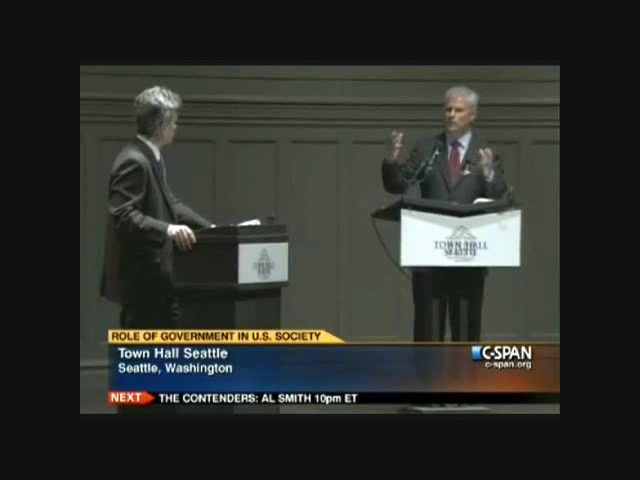 TOWN HALL
SEATTLE
ROLE OF GOVERNMENT IN U.S. SOCIETY
Town Hall Seattle
Seattle, Washington
C-SPAN
c-span.org
NEXT THE CONTENDERS: AL SMITH 10pm ET